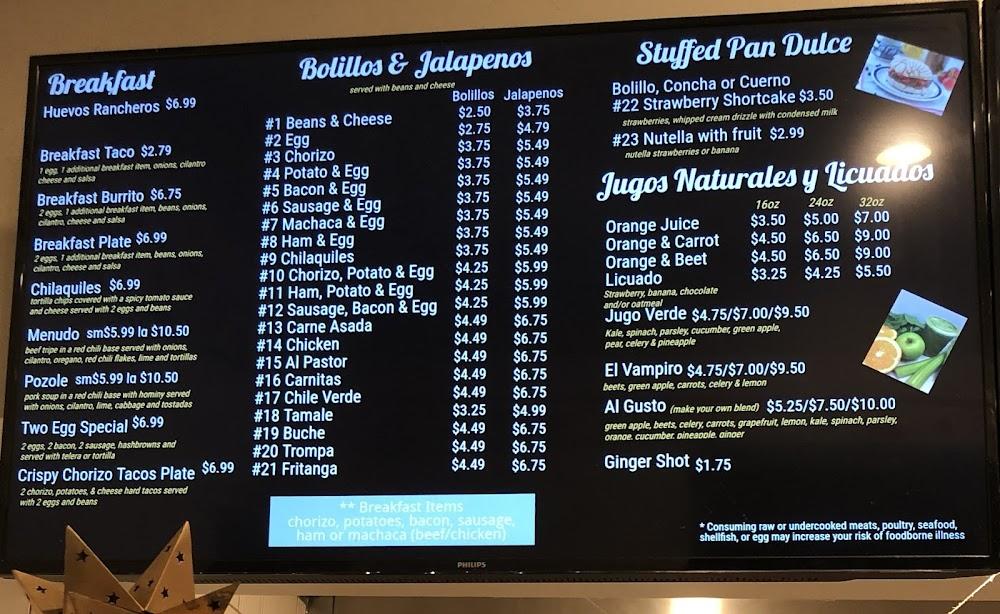 Breakfast
Huevos Rancheros $6.99
Breakfast Taco $2.79
1 egg, 1 additional breakfast item, onions, cilantro
cheese and salsa
Breakfast Burrito $6.75
2 eggs, 1 additional breakfast item, beans, onions,
cilantro, cheese and salsa
Breakfast Plate $6.99
2 eggs, 1 additional breakfast item, beans, onions,
cilantro, cheese and salsa
Chilaquiles $6.99
tortilla chips covered with a spicy tomato sauce
and cheese served with 2 eggs and beans
Menudo sm$5.99 la $10.50
beef tripe in a red chili base served with onions,
cilantro, oregano, red chili flakes, lime and tortillas
Pozole sm$5.99 la $10.50
pork soup in a red chili base with hominy served
with onions, cilantro, lime, cabbage and tostadas
Two Egg Special $6.99
2 eggs, 2 bacon, 2 sausage, hashbrowns and
served with telera or tortilla
Crispy Chorizo Tacos Plate $6.99
2 chorizo, potatoes, & cheese hard tacos served
with 2 eggs and beans
Bolillos & Jalapenos
served with beans and cheese
Bolillos Jalapenos
#1 Beans & Cheese $2.50 $3.75
#2 Egg $2.75 $4.79
#3 Chorizo $3.75 $5.49
#4 Potato & Egg $3.75 $5.49
#5 Bacon & Egg $3.75 $5.49
#6 Sausage & Egg $3.75 $5.49
#7 Machaca & Egg $3.75 $5.49
#8 Ham & Egg $3.75 $5.49
#9 Chilaquiles $3.75 $5.49
#10 Chorizo, Potato & Egg $4.25 $5.99
#11 Ham, Potato & Egg $4.25 $5.99
#12 Sausage, Bacon & Egg $4.25 $5.99
#13 Carne Asada $4.49 $6.75
#14 Chicken $4.49 $6.75
#15 Al Pastor $4.49 $6.75
#16 Carnitas $4.49 $6.75
#17 Chile Verde $4.49 $6.75
#18 Tamale $3.25 $4.99
#19 Buche $4.49 $6.75
#20 Trompa $4.49 $6.75
#21 Fritanga $4.49 $6.75
** Breakfast Items
chorizo, potatoes, bacon, sausage,
ham or machaca (beef/chicken)
Stuffed Pan Dulce
Bolillo, Concha or Cuerno
#22 Strawberry Shortcake $3.50
strawberries, whipped cream drizzle with condensed milk
#23 Nutella with fruit $2.99
nutella strawberries or banana
Jugos Naturales y Licuados
16oz 24oz 32oz
Orange Juice $3.50 $5.00 $7.00
Orange & Carrot $4.50 $6.50 $9.00
Orange & Beet $4.50 $6.50 $9.00
Licuado $3.25 $4.25 $5.50
Strawberry, banana, chocolate
and/or oatmeal
Jugo Verde $4.75/$7.00/$9.50
Kale, spinach, parsley, cucumber, green apple,
pear, celery & pineapple
El Vampiro $4.75/$7.00/$9.50
beets, green apple, carrots, celery & lemon
Al Gusto (make your own blend) $5.25/$7.50/$10.00
green apple, beets, celery, carrots, grapefruit, lemon, kale, spinach, parsley,
orange, cucumber, pineapple, ginger
Ginger Shot $1.75
* Consuming raw or undercooked meats, poultry, seafood,
shellfish, or egg may increase your risk of foodborne illness
PHILIPS